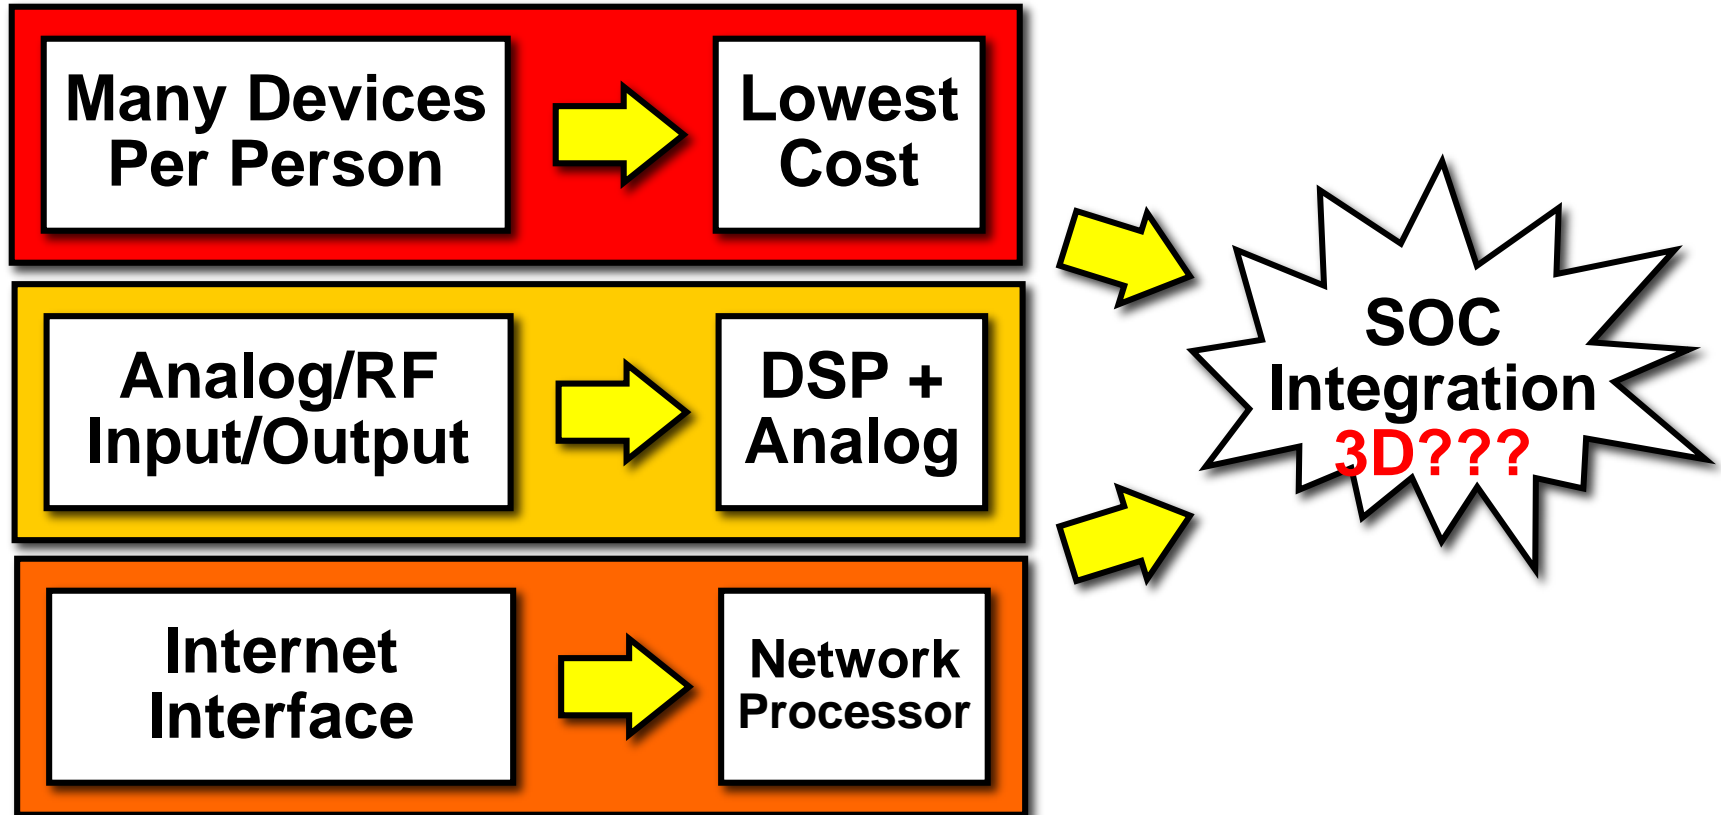 Many Devices
Per Person
Lowest
Cost
Analog/RF
Input/Output
DSP +
Analog
Internet
Interface
Network
Processor
SOC
Integration
3D???